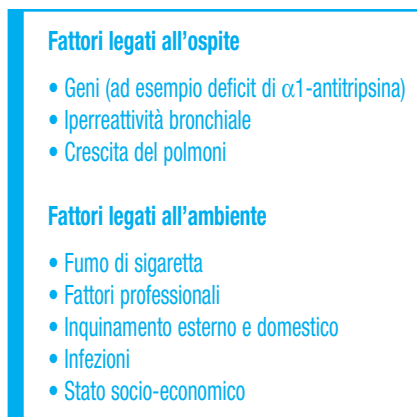 Fattori legati all'ospite
• Geni (ad esempio deficit di α1-antitripsina)
• Iperreattività bronchiale
• Crescita del polmoni
Fattori legati all'ambiente
• Fumo di sigaretta
• Fattori professionali
• Inquinamento esterno e domestico
• Infezioni
• Stato socio-economico